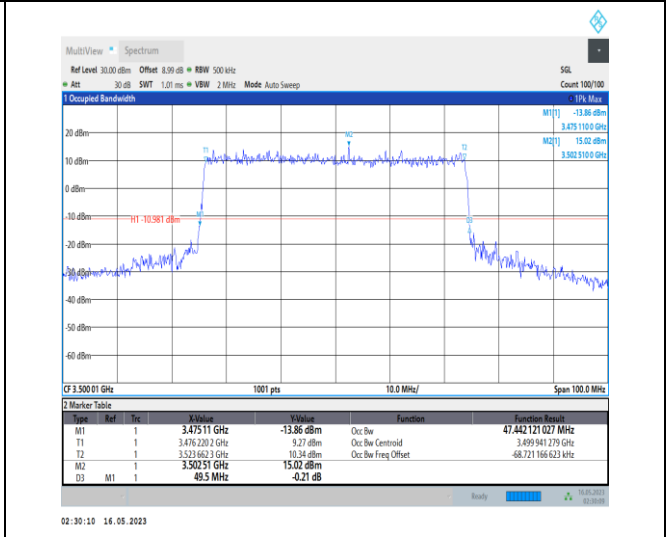 MultiView Spectrum
Ref Level 30.00 dBm Offset 8.99 dB RBW 500 kHz SGL
Att 30 dB SWT 1.01 ms VBW 2 MHz Mode Auto Sweep Count 100/100
1 Occupied Bandwidth 1Pk Max
M1[1] -13.86 dBm
3.475 110 0 GHz
M2[1] 15.02 dBm
3.502 510 0 GHz
M2
T1
T2
20 dBm
10 dBm
0 dBm
M1
-10 dBm
H1 -10.981 dBm
D3
-20 dBm
-30 dBm
-40 dBm
-50 dBm
-60 dBm
CF 3.500 01 GHz 1001 pts 10.0 MHz/ Span 100.0 MHz
2 Marker Table
Type Ref Trc X-Value Y-Value Function Function Result
M1 1 3.475 11 GHz -13.86 dBm Occ Bw 47.442 121 027 MHz
T1 1 3.476 220 2 GHz 9.27 dBm Occ Bw Centroid 3.499 941 279 GHz
T2 1 3.523 662 3 GHz 10.34 dBm Occ Bw Freq Offset -68.721 166 623 kHz
M2 1 3.502 51 GHz 15.02 dBm
D3 M1 1 49.5 MHz -0.21 dB
Ready 16.05.2023
02:30:09
02:30:10 16.05.2023